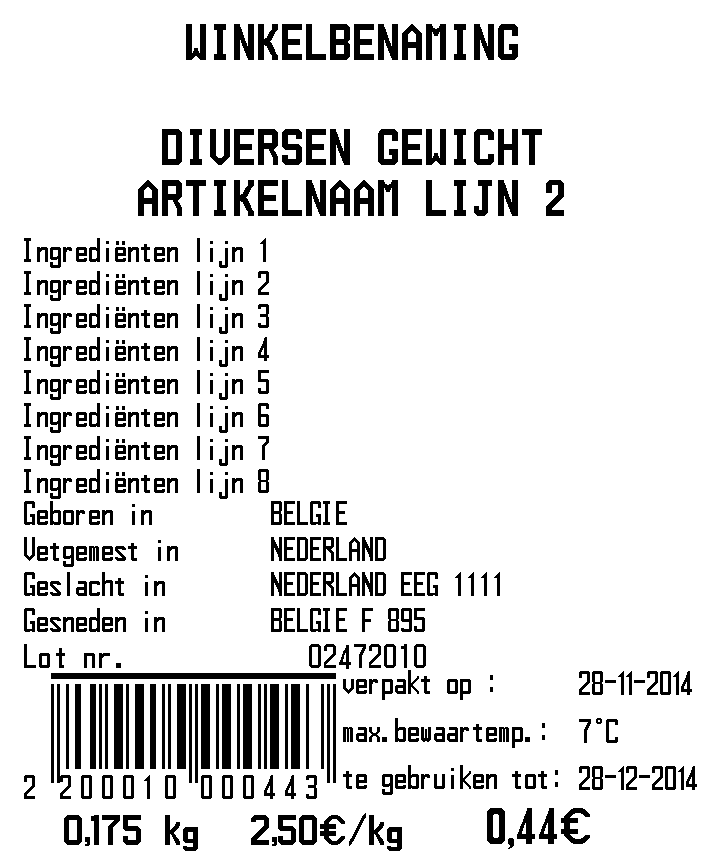 WINKELBENAMING
DIVERSEN GEWICHT
ARTIKELNAAM LIJN 2
Ingrediënten lijn 1
Ingrediënten lijn 2
Ingrediënten lijn 3
Ingrediënten lijn 4
Ingrediënten lijn 5
Ingrediënten lijn 6
Ingrediënten lijn 7
Ingrediënten lijn 8
Geboren in BELGIE
Vetgemest in NEDERLAND
Geslacht in NEDERLAND EEG 1111
Gesneden in BELGIE F 895
Lot nr. 02472010
verpakt op : 28-11-2014
max.bewaartemp.: 7°C
te gebruiken tot: 28-12-2014
2 200010 000443
0,175 kg 2,50€/kg 0,44€